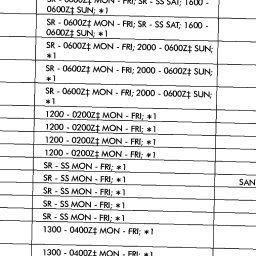 SR - 0600Z‡ MON - FRI; SR - SS SAT; 1600 -
0600Z‡ SUN; ∗1
SR - 0600Z‡ MON - FRI; SR - SS SAT; 1600 -
0600Z‡ SUN; ∗1
SR - 0600Z‡ MON - FRI; 2000 - 0600Z‡ SUN;
∗1
SR - 0600Z‡ MON - FRI; 2000 - 0600Z‡ SUN;
∗1
SR - 0600Z‡ MON - FRI; 2000 - 0600Z‡ SUN;
∗1
1200 - 0200Z‡ MON - FRI; ∗1
1200 - 0200Z‡ MON - FRI; ∗1
1200 - 0200Z‡ MON - FRI; ∗1
1200 - 0200Z‡ MON - FRI; ∗1
SR - SS MON - FRI; ∗1
SR - SS MON - FRI; ∗1
SAN
SR - SS MON - FRI; ∗1
SR - SS MON - FRI; ∗1
SR - SS MON - FRI; ∗1
1300 - 0400Z‡ MON - FRI; ∗1
1300 - 0400Z‡ MON - FRI; ∗1